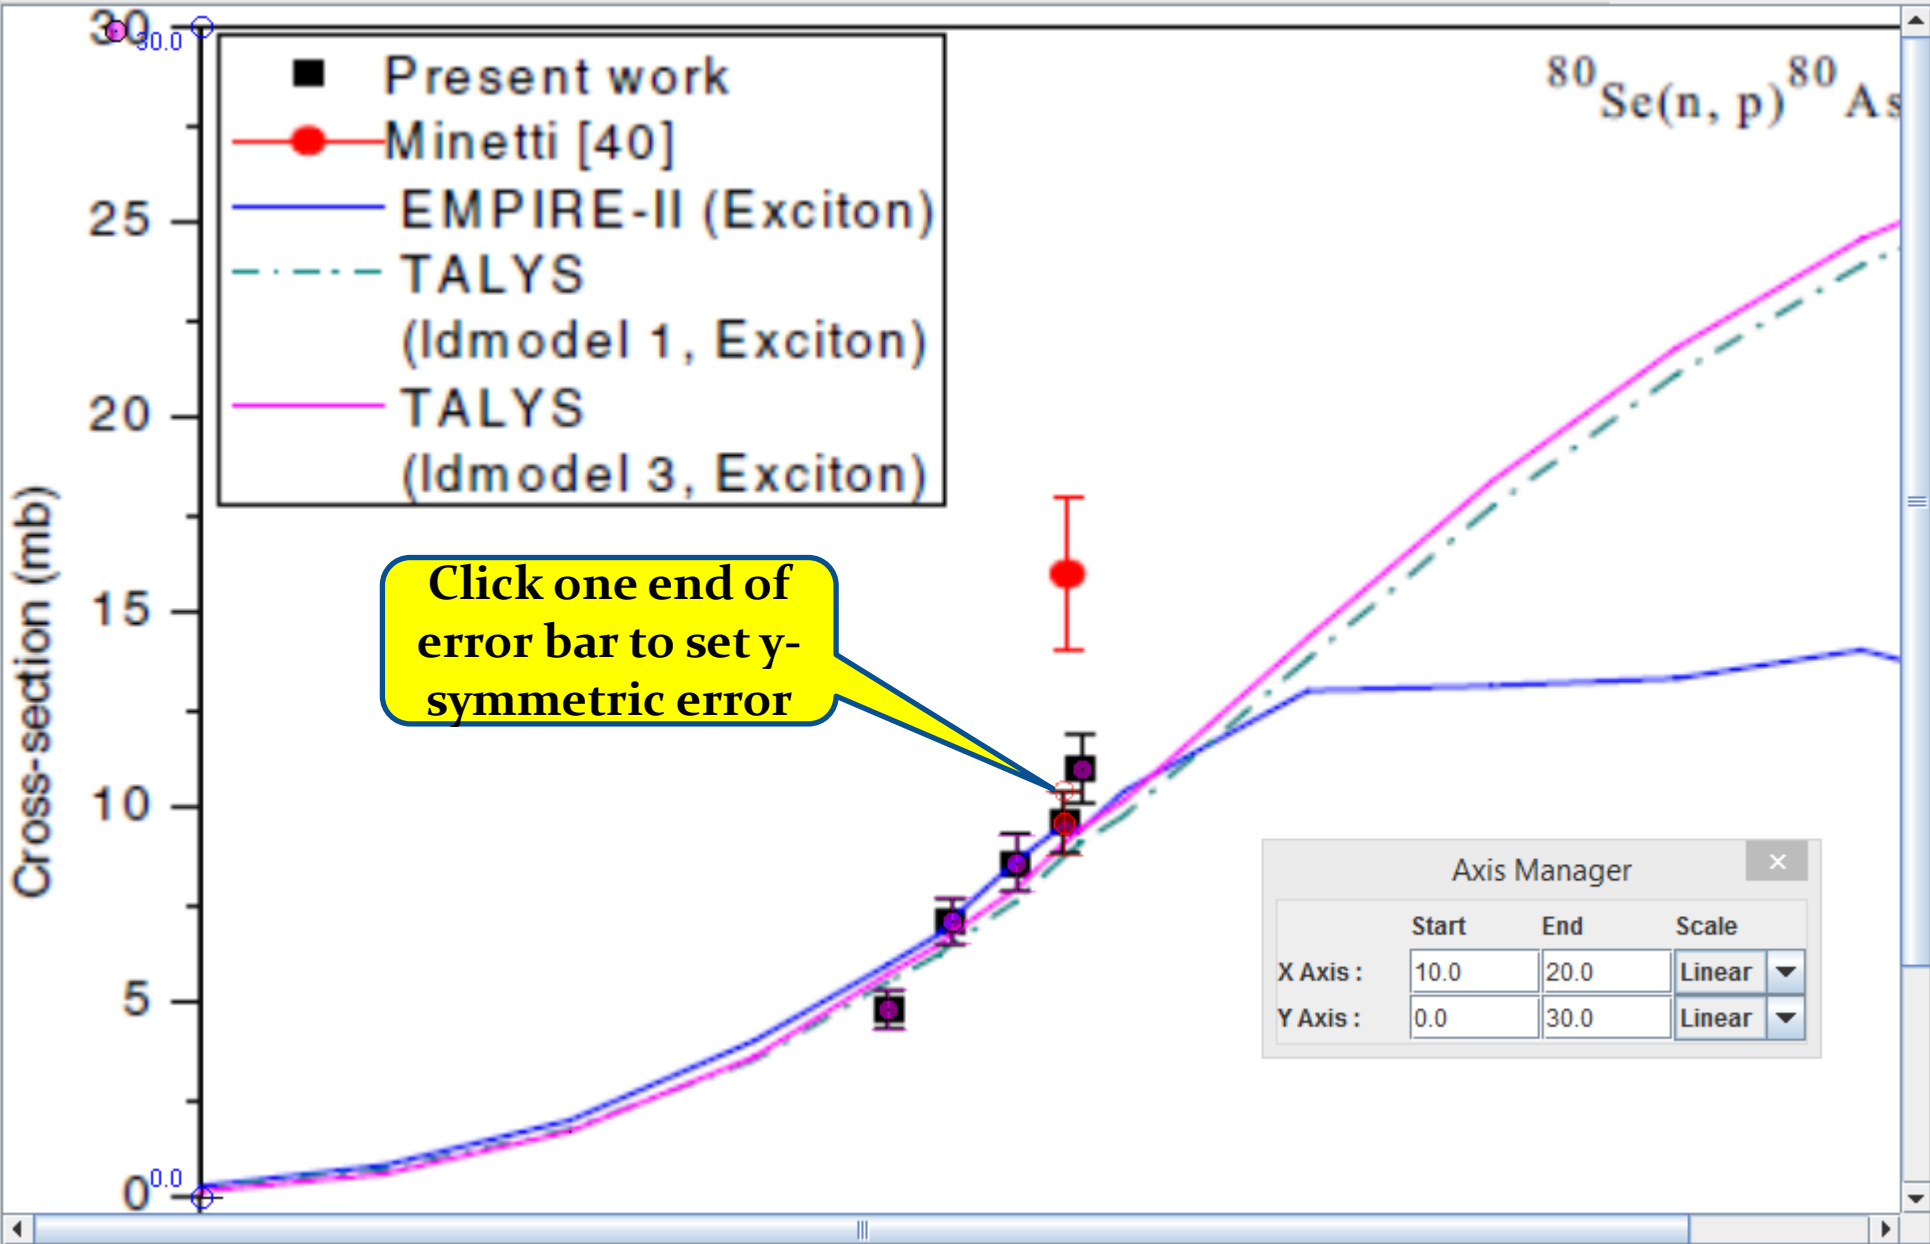 30
30.0
Present work
Minetti [40]
EMPIRE-II (Exciton)
TALYS
(ldmodel 1, Exciton)
TALYS
(ldmodel 3, Exciton)
80Se(n, p)80As
25
20
15
10
5
0
0.0
Cross-section (mb)
Click one end of
error bar to set y-
symmetric error
Axis Manager
Start End Scale
X Axis : 10.0 20.0 Linear
Y Axis : 0.0 30.0 Linear